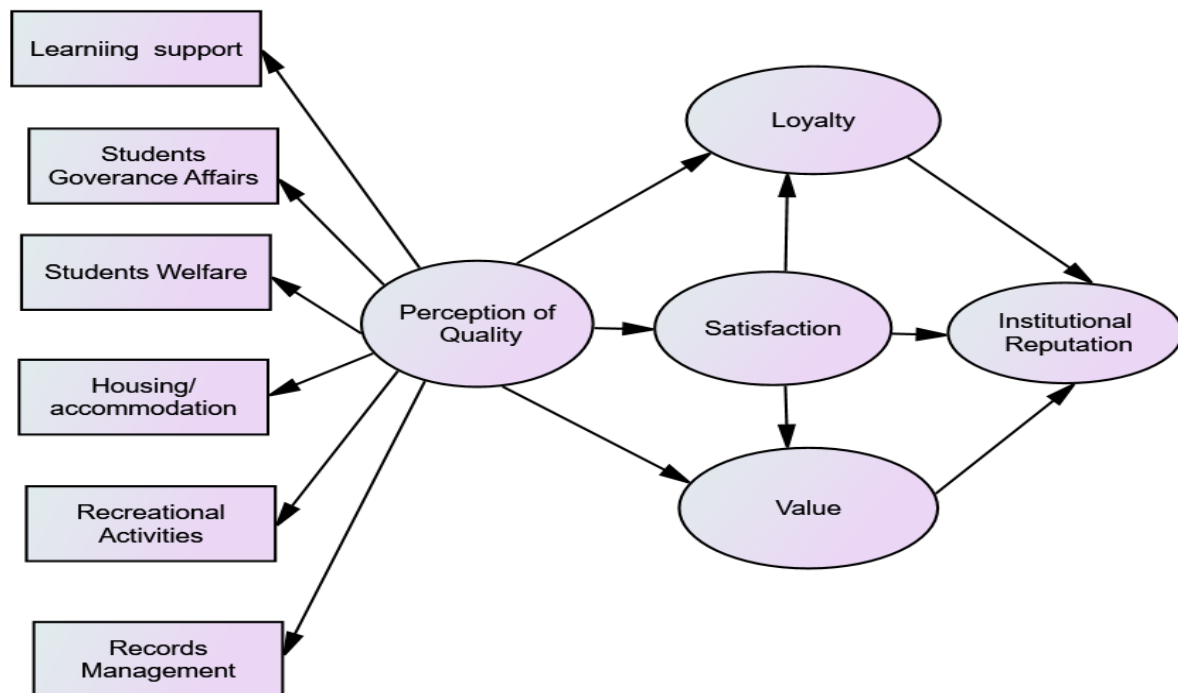 Learniing support
Students
Goverance Affairs
Students Welfare
Housing/
accommodation
Recreational
Activities
Records
Management
Perception of
Quality
Loyalty
Satisfaction
Value
Institutional
Reputation